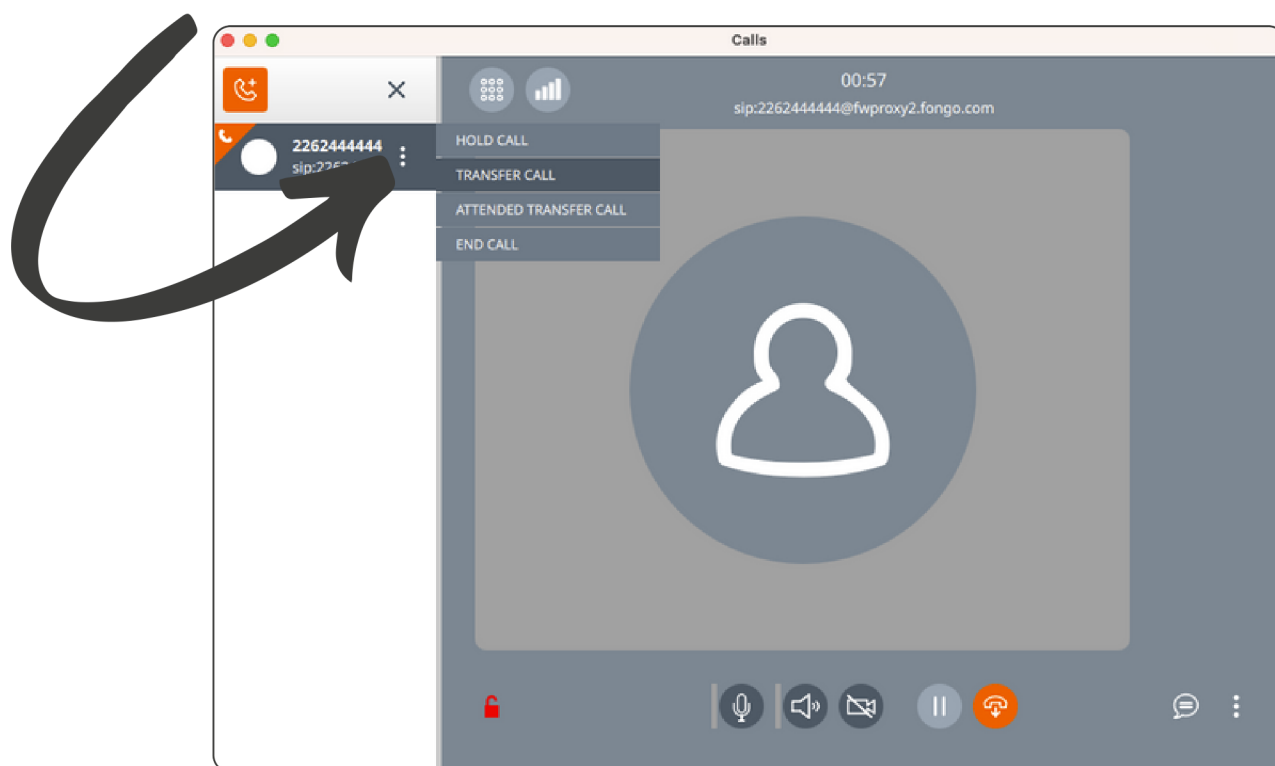 Calls
00:57
sip:2262444444@fwproxy2.fongo.com
2262444444
HOLD CALL
TRANSFER CALL
ATTENDED TRANSFER CALL
END CALL